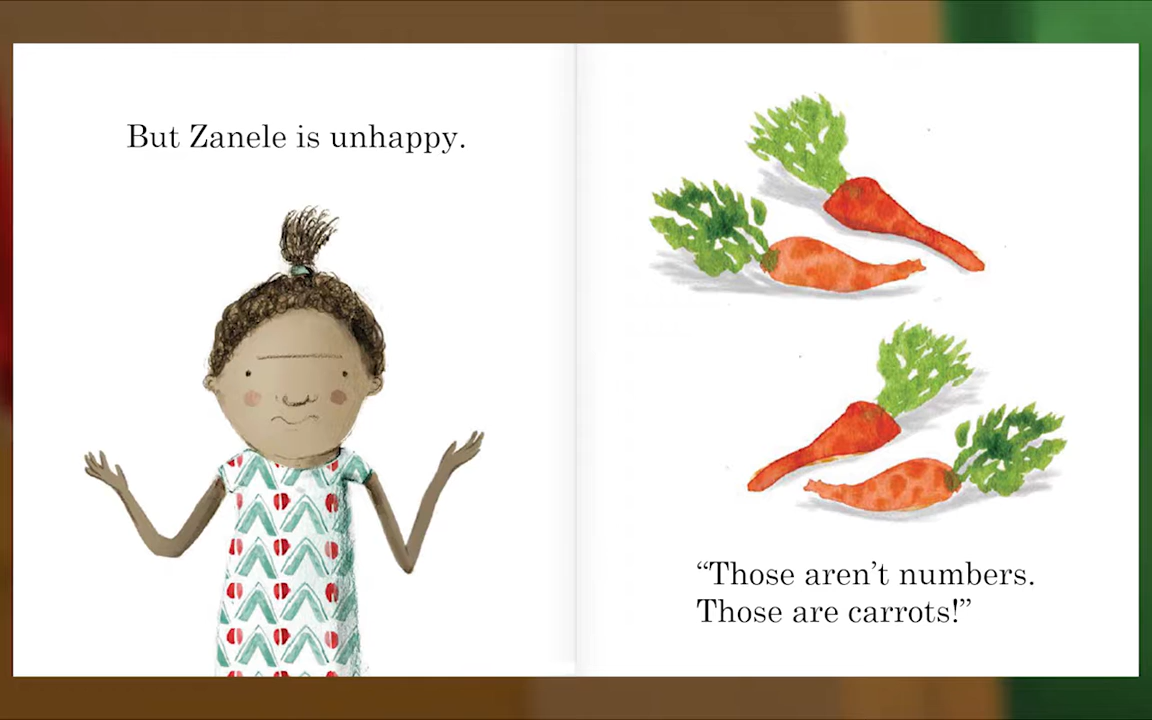 But Zanele is unhappy.
“Those aren’t numbers.
Those are carrots!”